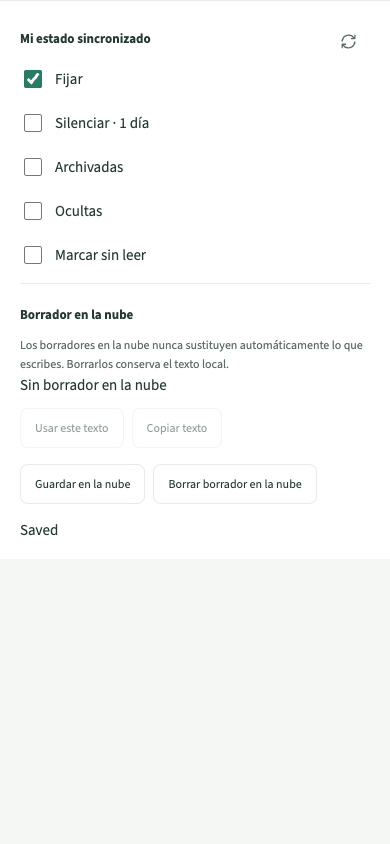 Mi estado sincronizado
Fijar
Silenciar · 1 día
Archivadas
Ocultas
Marcar sin leer
Borrador en la nube
Los borradores en la nube nunca sustituyen automáticamente lo que
escribes. Borrarlos conserva el texto local.
Sin borrador en la nube
Usar este texto
Copiar texto
Guardar en la nube
Borrar borrador en la nube
Saved